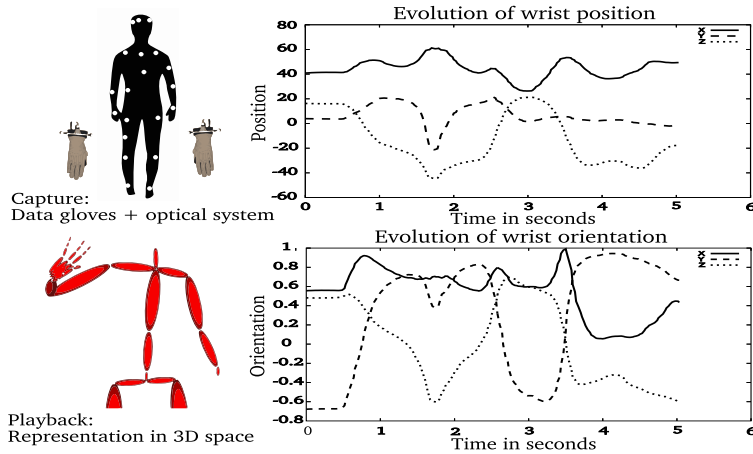 Evolution of wrist position
x
Y
z
80
60
40
20
0
-20
-40
-60
Position
0 1 2 3 4 5 6
Time in seconds
Capture:
Data gloves + optical system
Evolution of wrist orientation
x
Y
z
1.
0.8
0.6
0.4
0.2
0
-0.2
-0.4
-0.6
-0.8
Orientation
0 1 2 3 4 5 6
Time in seconds
Playback:
Representation in 3D space